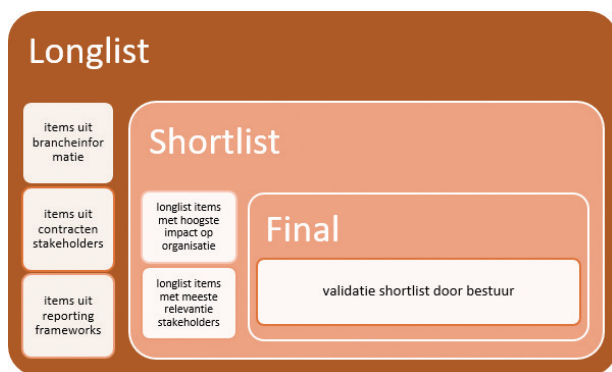 Longlist
items uit
brancheinfor
matie
items uit
contracten
stakeholders
items uit
reporting
frameworks
Shortlist
longlist items
met hoogste
impact op
organisatie
longlist items
met meeste
relevantie
stakeholders
Final
validatie shortlist door bestuur